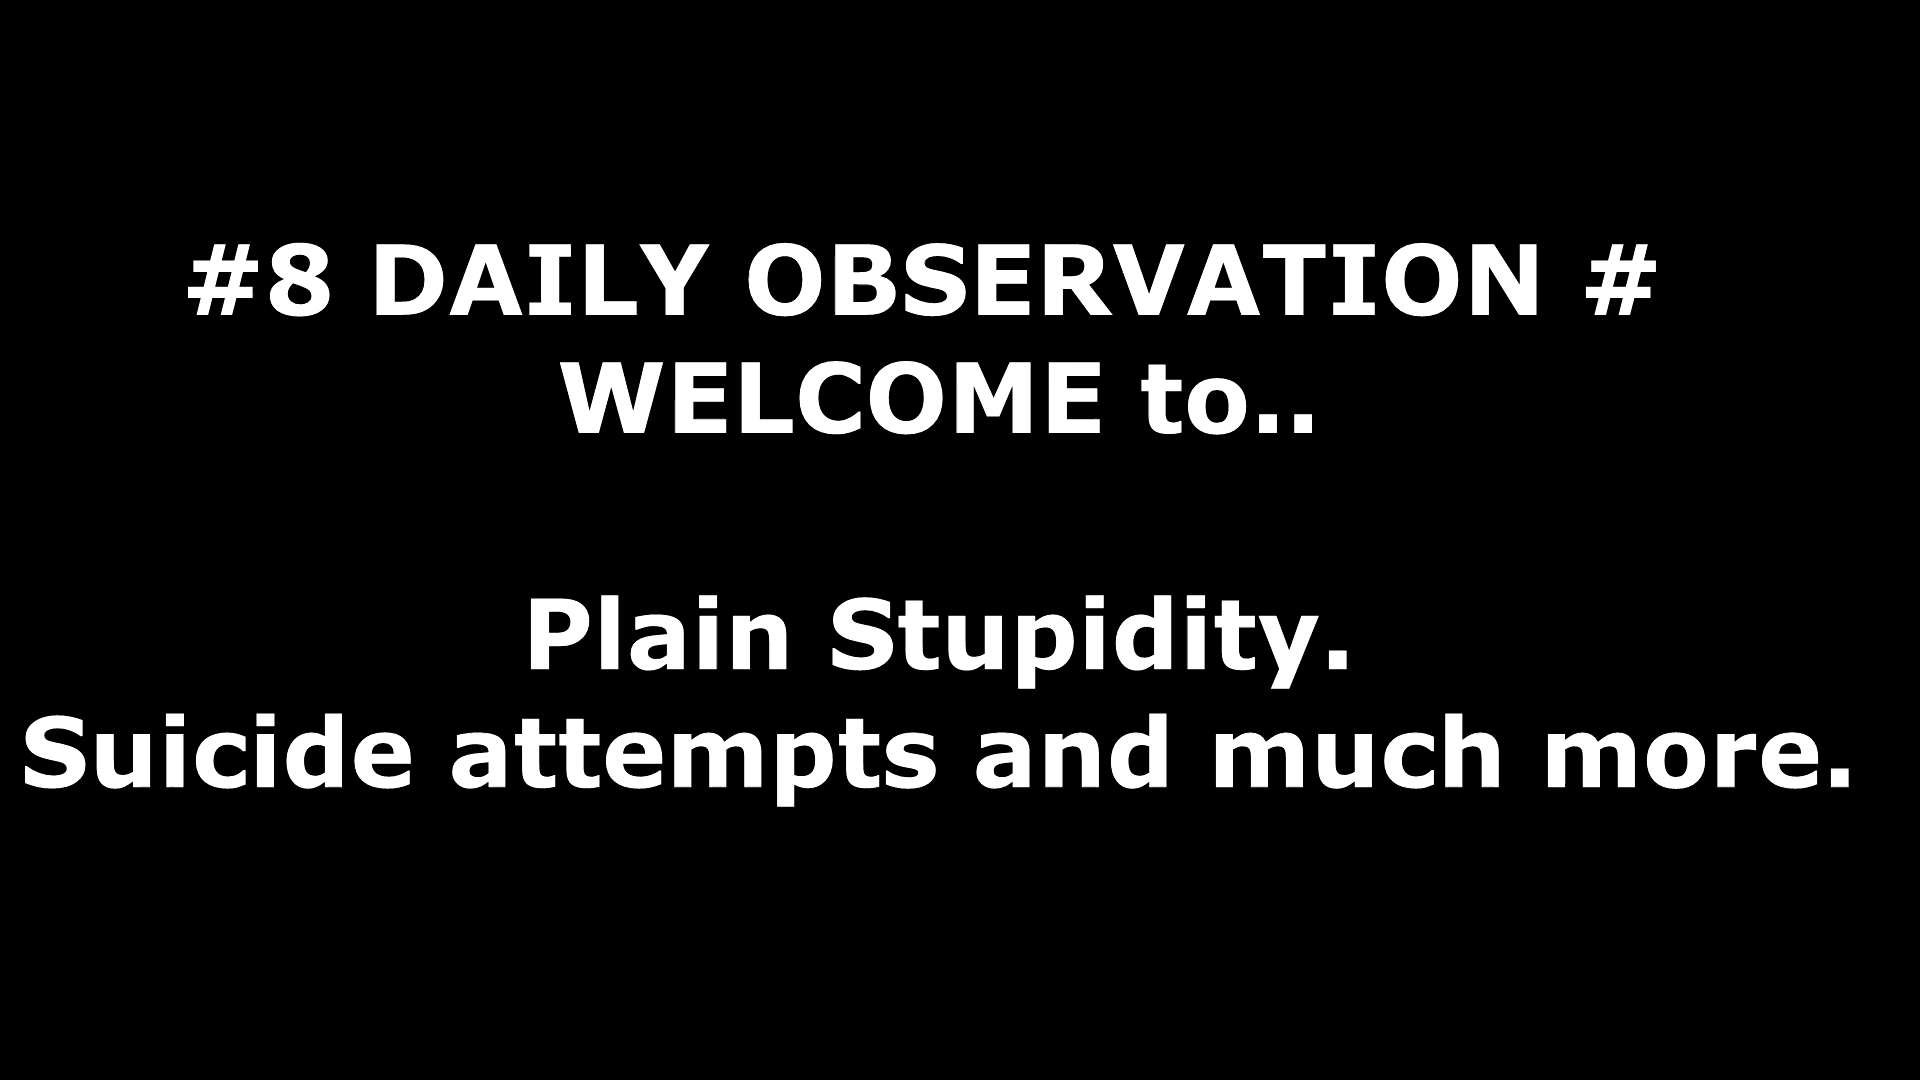 #8 DAILY OBSERVATION #
WELCOME to..
Plain Stupidity.
Suicide attempts and much more.